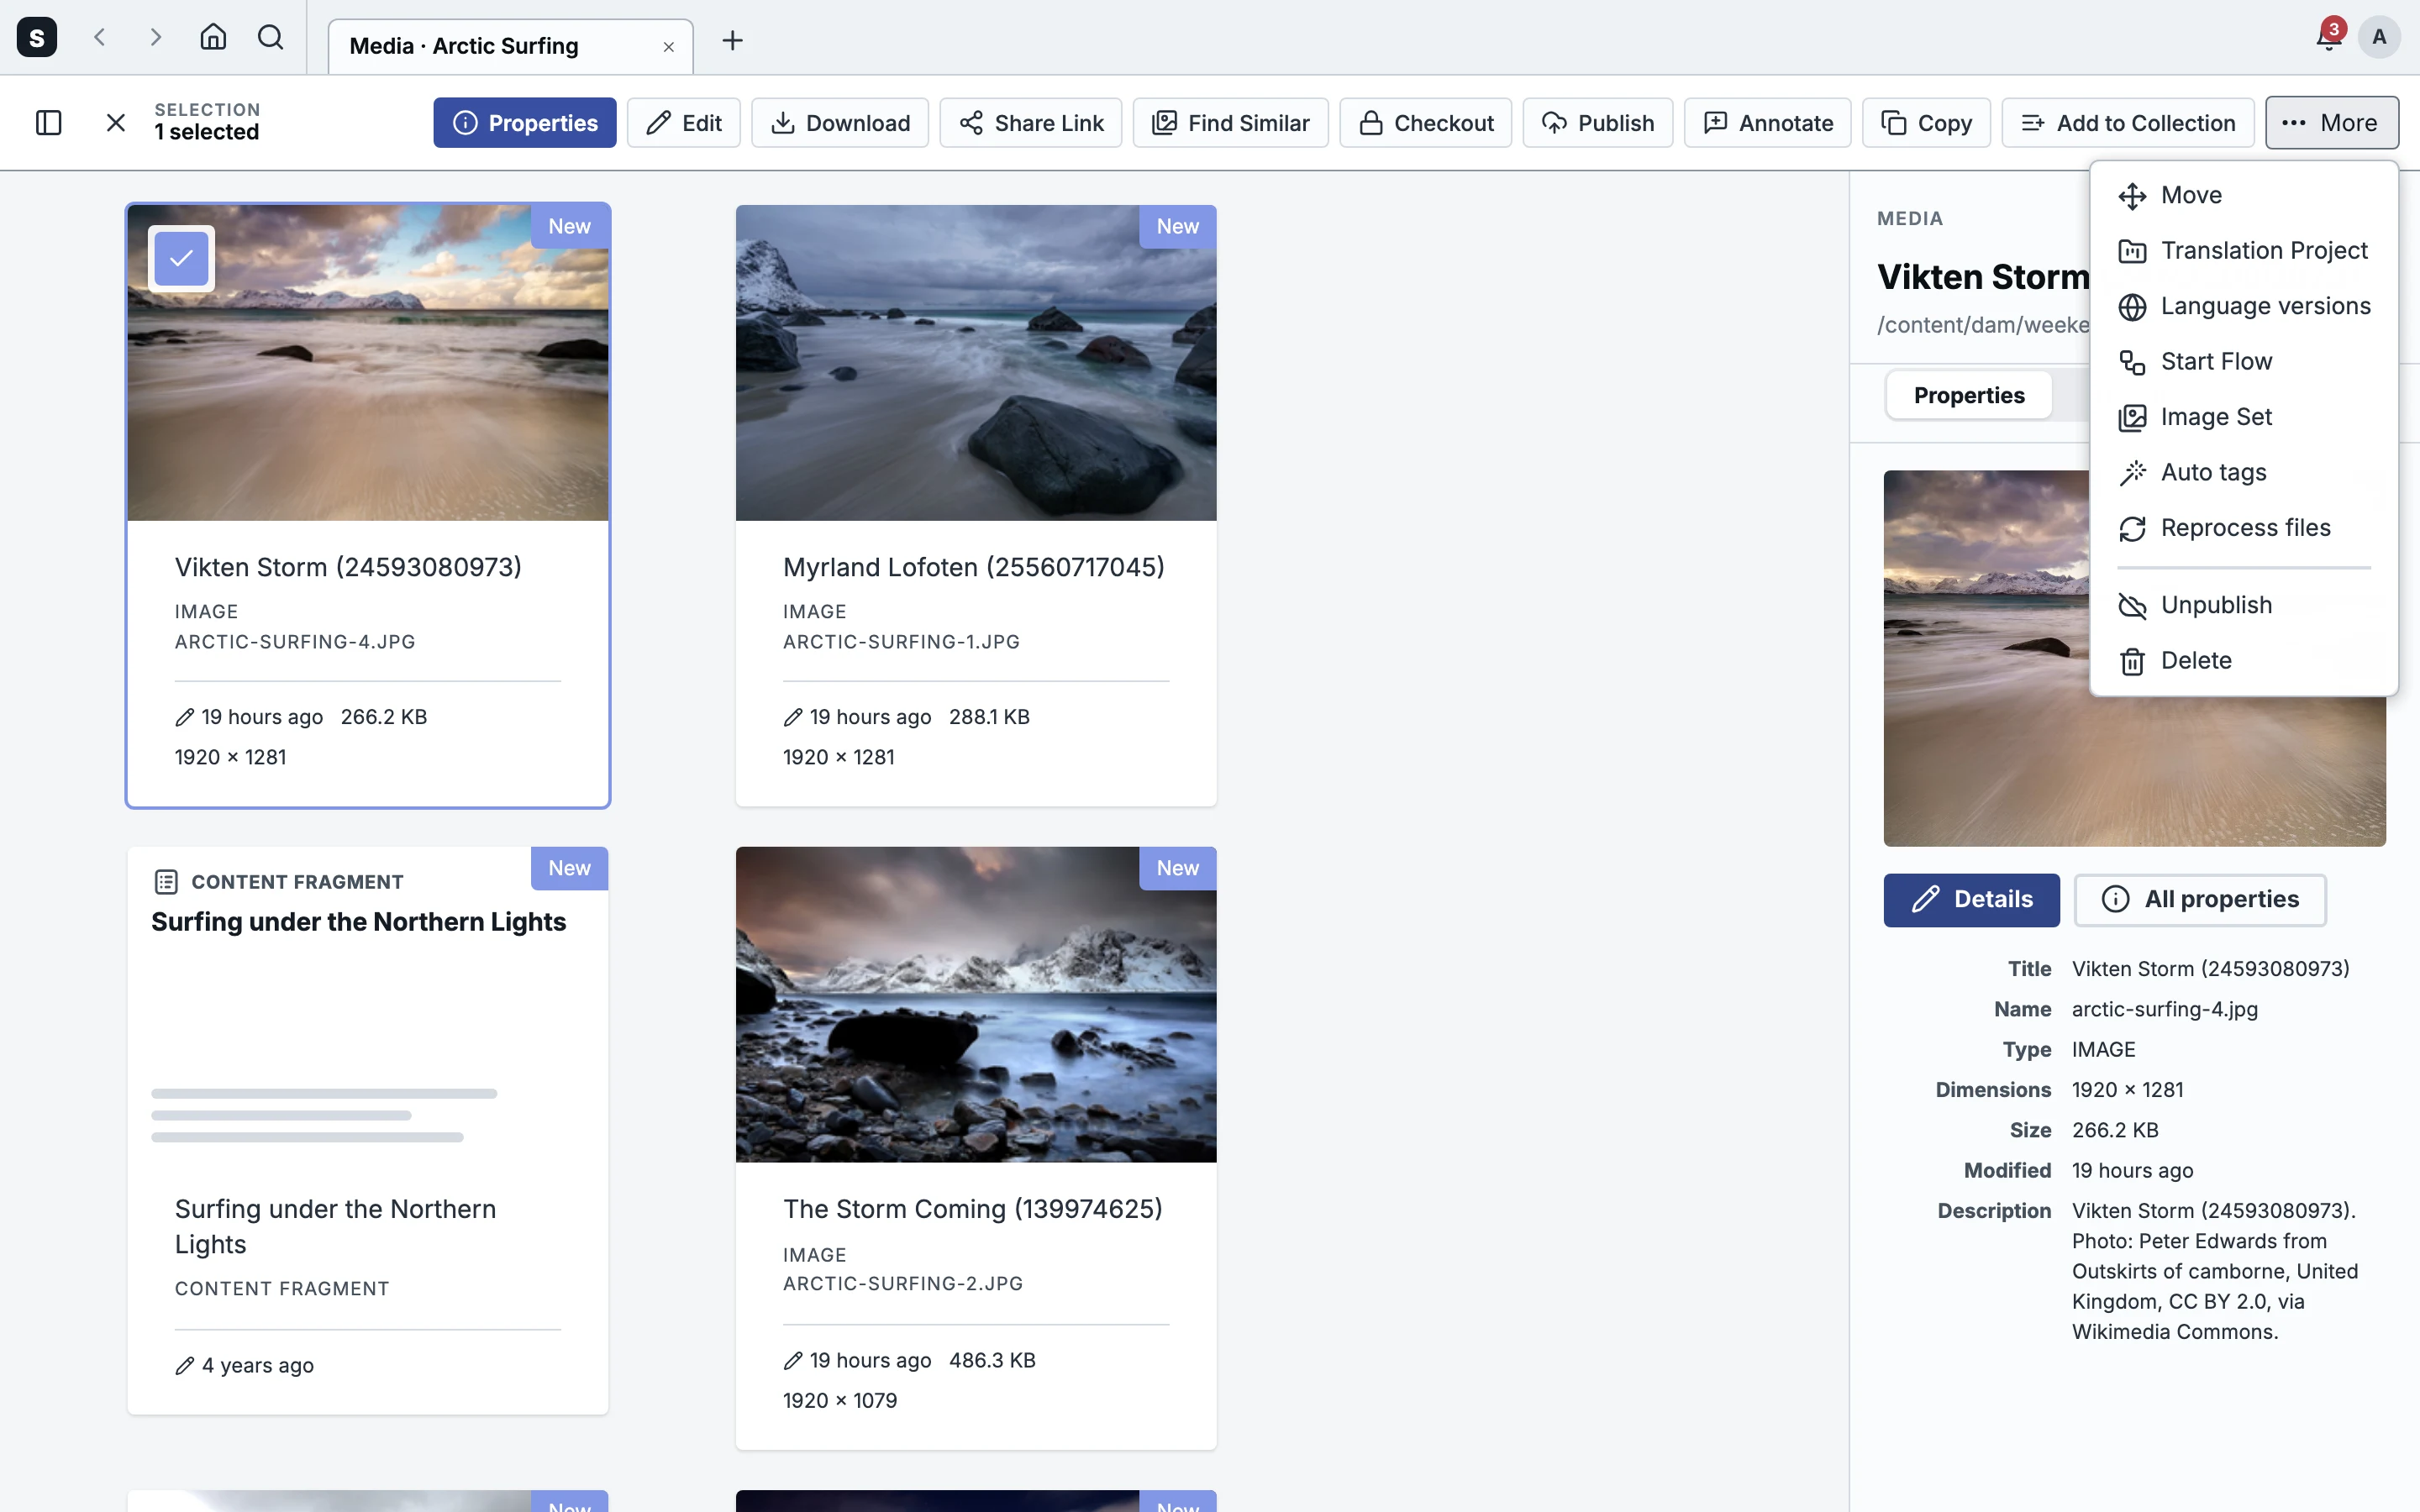 S
Media · Arctic Surfing
3
A
SELECTION
1 selected
Properties
Edit
Download
Share Link
Find Similar
Checkout
Publish
Annotate
Copy
Add to Collection
More
Move
Translation Project
Language versions
Start Flow
Image Set
Auto tags
Reprocess files
Unpublish
Delete
New
Vikten Storm (24593080973)
IMAGE
ARCTIC-SURFING-4.JPG
19 hours ago 266.2 KB
1920 × 1281
New
Myrland Lofoten (25560717045)
IMAGE
ARCTIC-SURFING-1.JPG
19 hours ago 288.1 KB
1920 × 1281
CONTENT FRAGMENT
New
Surfing under the Northern Lights
Surfing under the Northern
Lights
CONTENT FRAGMENT
4 years ago
New
The Storm Coming (139974625)
IMAGE
ARCTIC-SURFING-2.JPG
19 hours ago 486.3 KB
1920 × 1079
New
New
MEDIA
Vikten Storm
/content/dam/weeke
Properties
Details
All properties
Title Vikten Storm (24593080973)
Name arctic-surfing-4.jpg
Type IMAGE
Dimensions 1920 × 1281
Size 266.2 KB
Modified 19 hours ago
Description Vikten Storm (24593080973).
Photo: Peter Edwards from
Outskirts of camborne, United
Kingdom, CC BY 2.0, via
Wikimedia Commons.